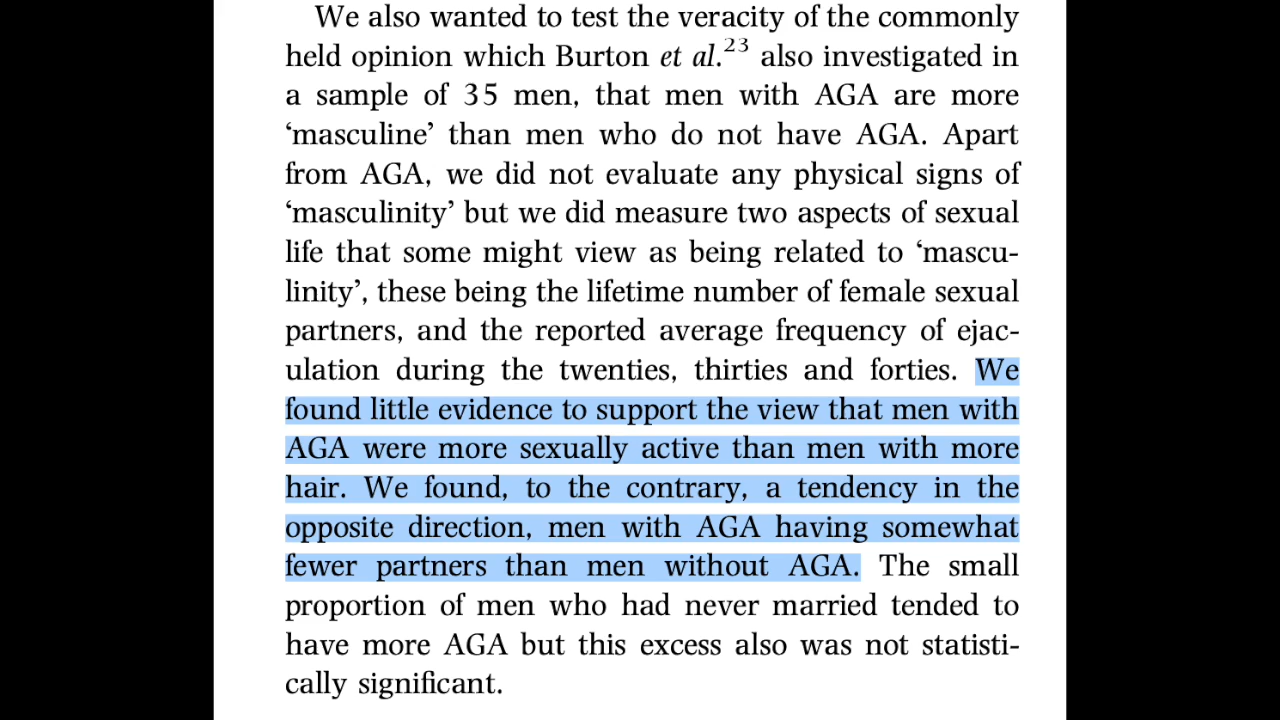 We also wanted to test the veracity of the commonly
held opinion which Burton et al.23 also investigated in
a sample of 35 men, that men with AGA are more
‘masculine’ than men who do not have AGA. Apart
from AGA, we did not evaluate any physical signs of
‘masculinity’ but we did measure two aspects of sexual
life that some might view as being related to ‘mascu-
linity’, these being the lifetime number of female sexual
partners, and the reported average frequency of ejac-
ulation during the twenties, thirties and forties. We
found little evidence to support the view that men with
AGA were more sexually active than men with more
hair. We found, to the contrary, a tendency in the
opposite direction, men with AGA having somewhat
fewer partners than men without AGA. The small
proportion of men who had never married tended to
have more AGA but this excess also was not statisti-
cally significant.